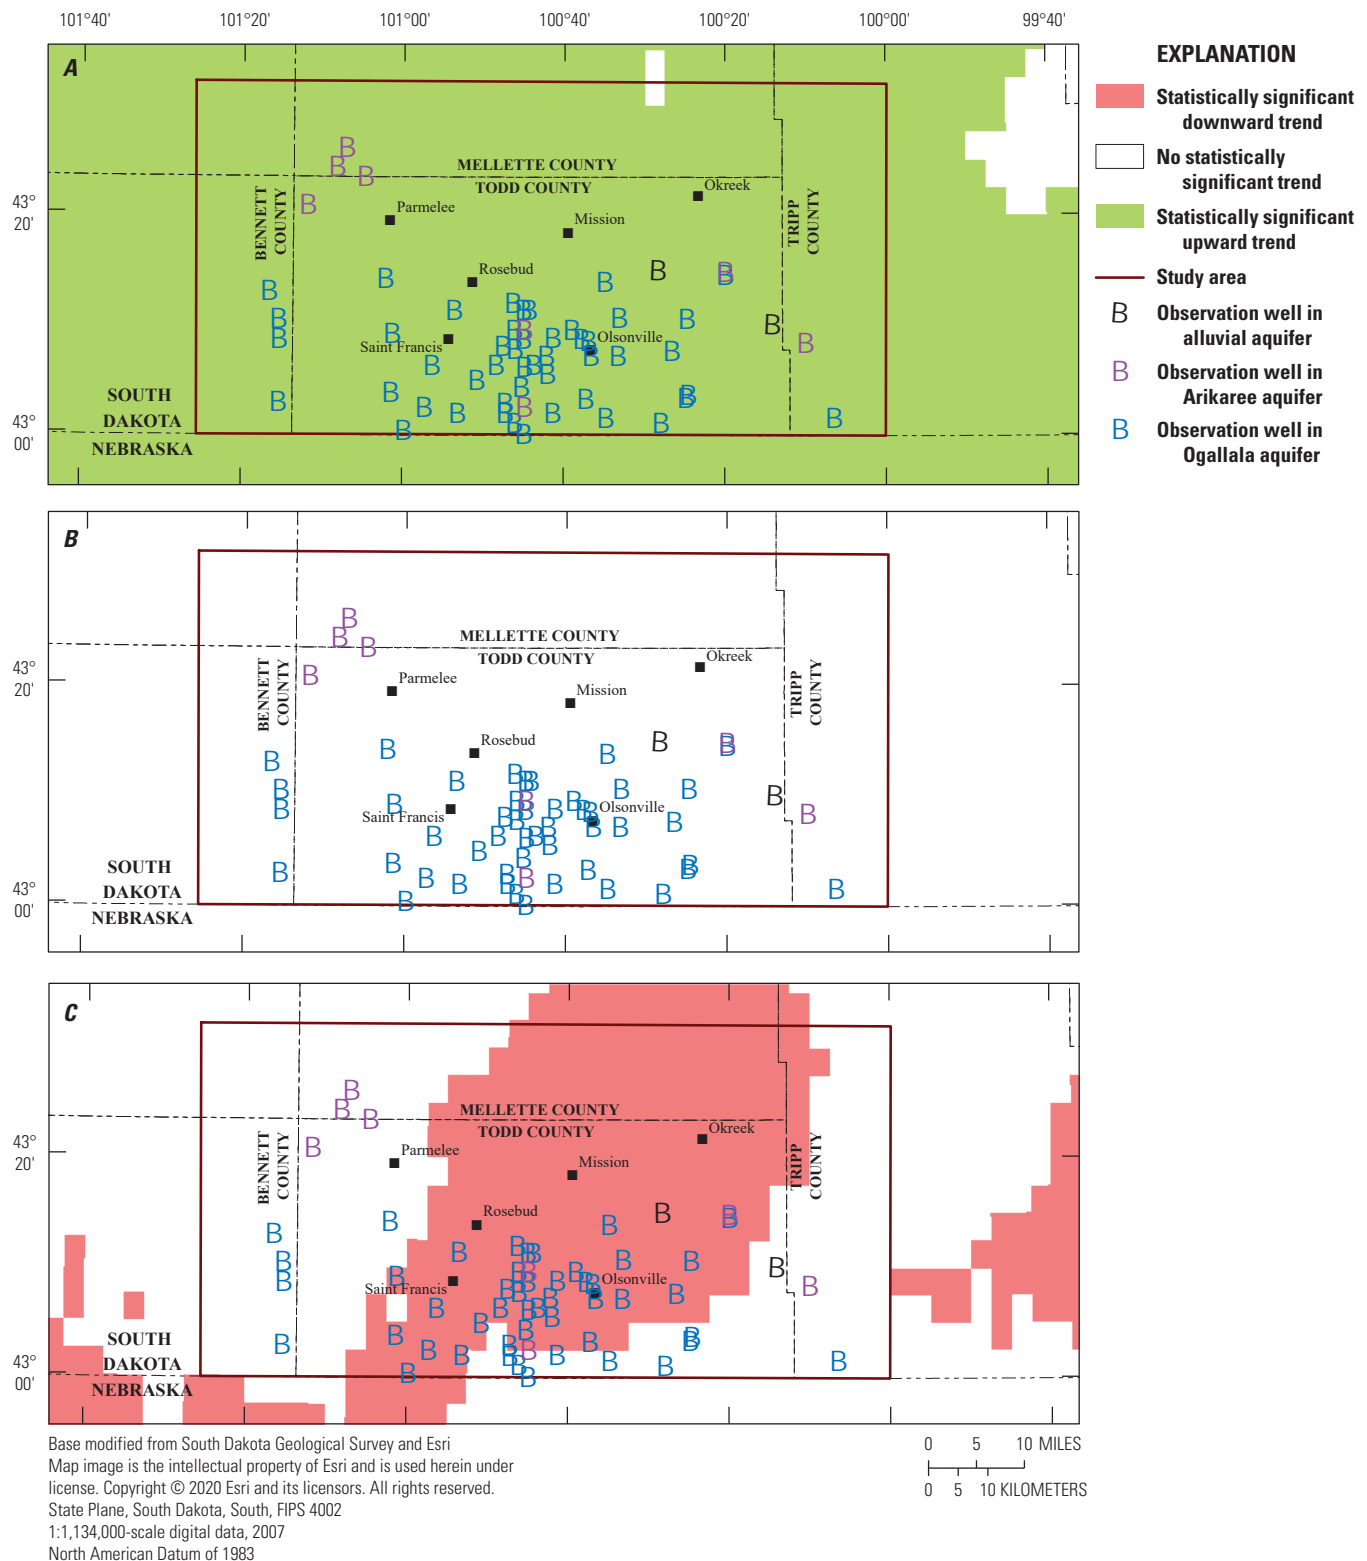 101°40' 101°20' 101°00' 100°40' 100°20' 100°00' 99°40'
A
MELLETTE COUNTY
TODD COUNTY
BENNETT
COUNTY
TRIPP
COUNTY
Okreek
Parmelee
Mission
Rosebud
Saint Francis
Olsonville
43°
20'
43°
00'
SOUTH
DAKOTA
NEBRASKA
EXPLANATION
Statistically significant
downward trend
No statistically
significant trend
Statistically significant
upward trend
Study area
B Observation well in
alluvial aquifer
B Observation well in
Arikaree aquifer
B Observation well in
Ogallala aquifer
B
MELLETTE COUNTY
TODD COUNTY
BENNETT
COUNTY
TRIPP
COUNTY
Okreek
Parmelee
Mission
Rosebud
Saint Francis
Olsonville
43°
20'
43°
00'
SOUTH
DAKOTA
NEBRASKA
C
MELLETTE COUNTY
TODD COUNTY
BENNETT
COUNTY
TRIPP
COUNTY
Okreek
Parmelee
Mission
Rosebud
Saint Francis
Olsonville
43°
20'
43°
00'
SOUTH
DAKOTA
NEBRASKA
Base modified from South Dakota Geological Survey and Esri
Map image is the intellectual property of Esri and is used herein under
license. Copyright © 2020 Esri and its licensors. All rights reserved.
State Plane, South Dakota, South, FIPS 4002
1:1,134,000-scale digital data, 2007
North American Datum of 1983
0 5 10 MILES
0 5 10 KILOMETERS